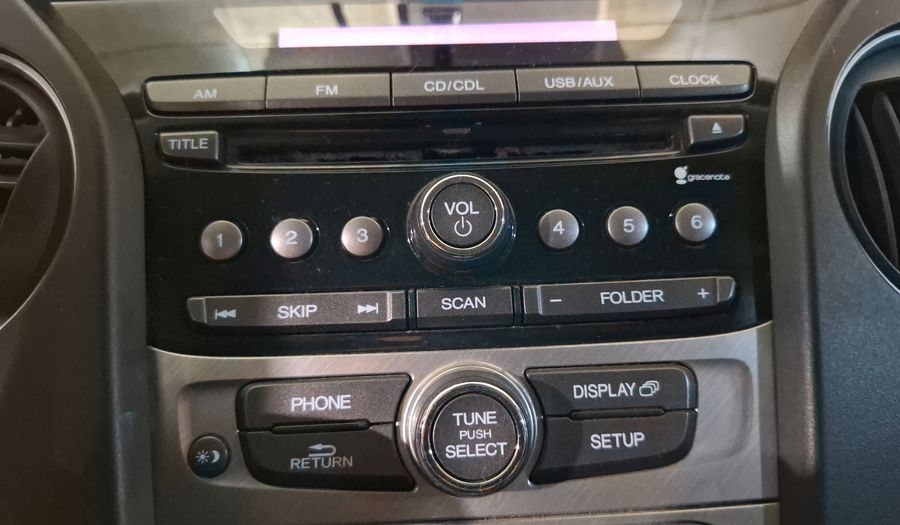 AM FM CD/CDL USB/AUX CLOCK
TITLE
gracenote
1 2 3 VOL 4 5 6
SKIP SCAN − FOLDER +
PHONE TUNE DISPLAY
PUSH
RETURN SELECT SETUP